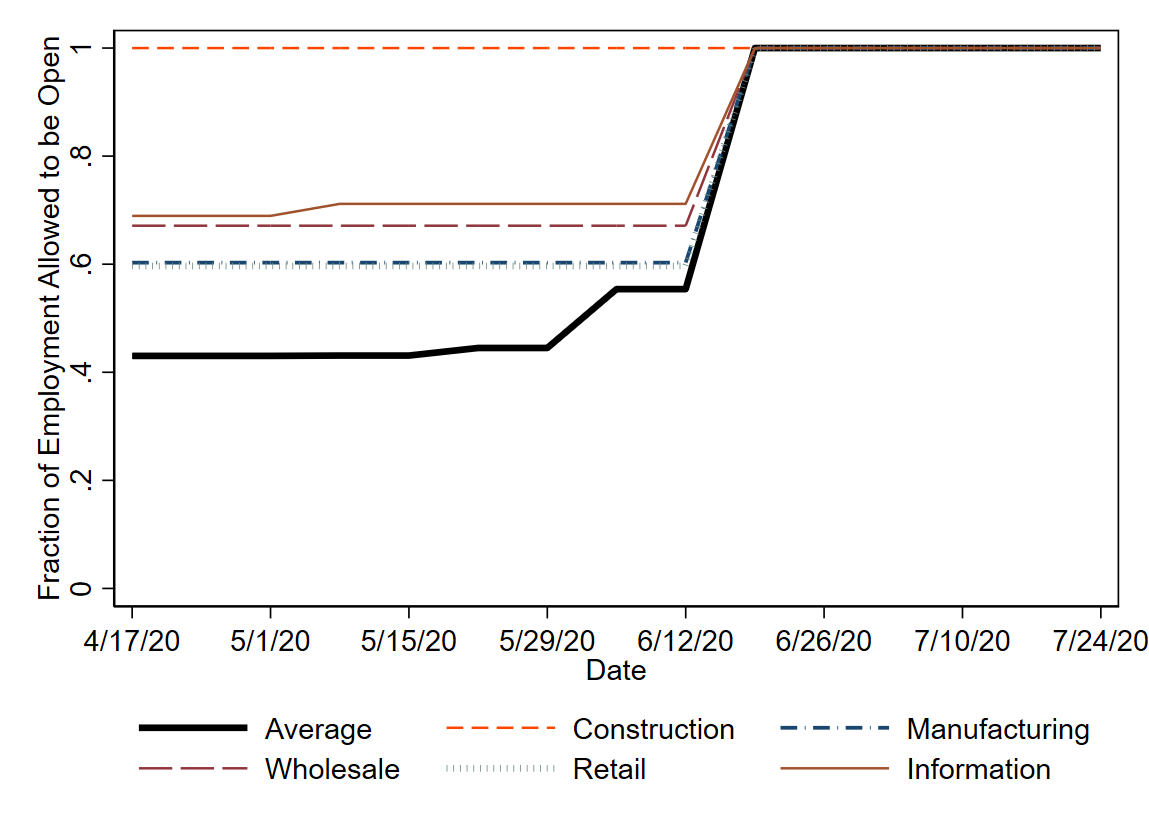 Fraction of Employment Allowed to be Open
1
.8
.6
.4
.2
0
4/17/20 5/1/20 5/15/20 5/29/20 6/12/20 6/26/20 7/10/20 7/24/20
Date
Average Construction Manufacturing
Wholesale Retail Information